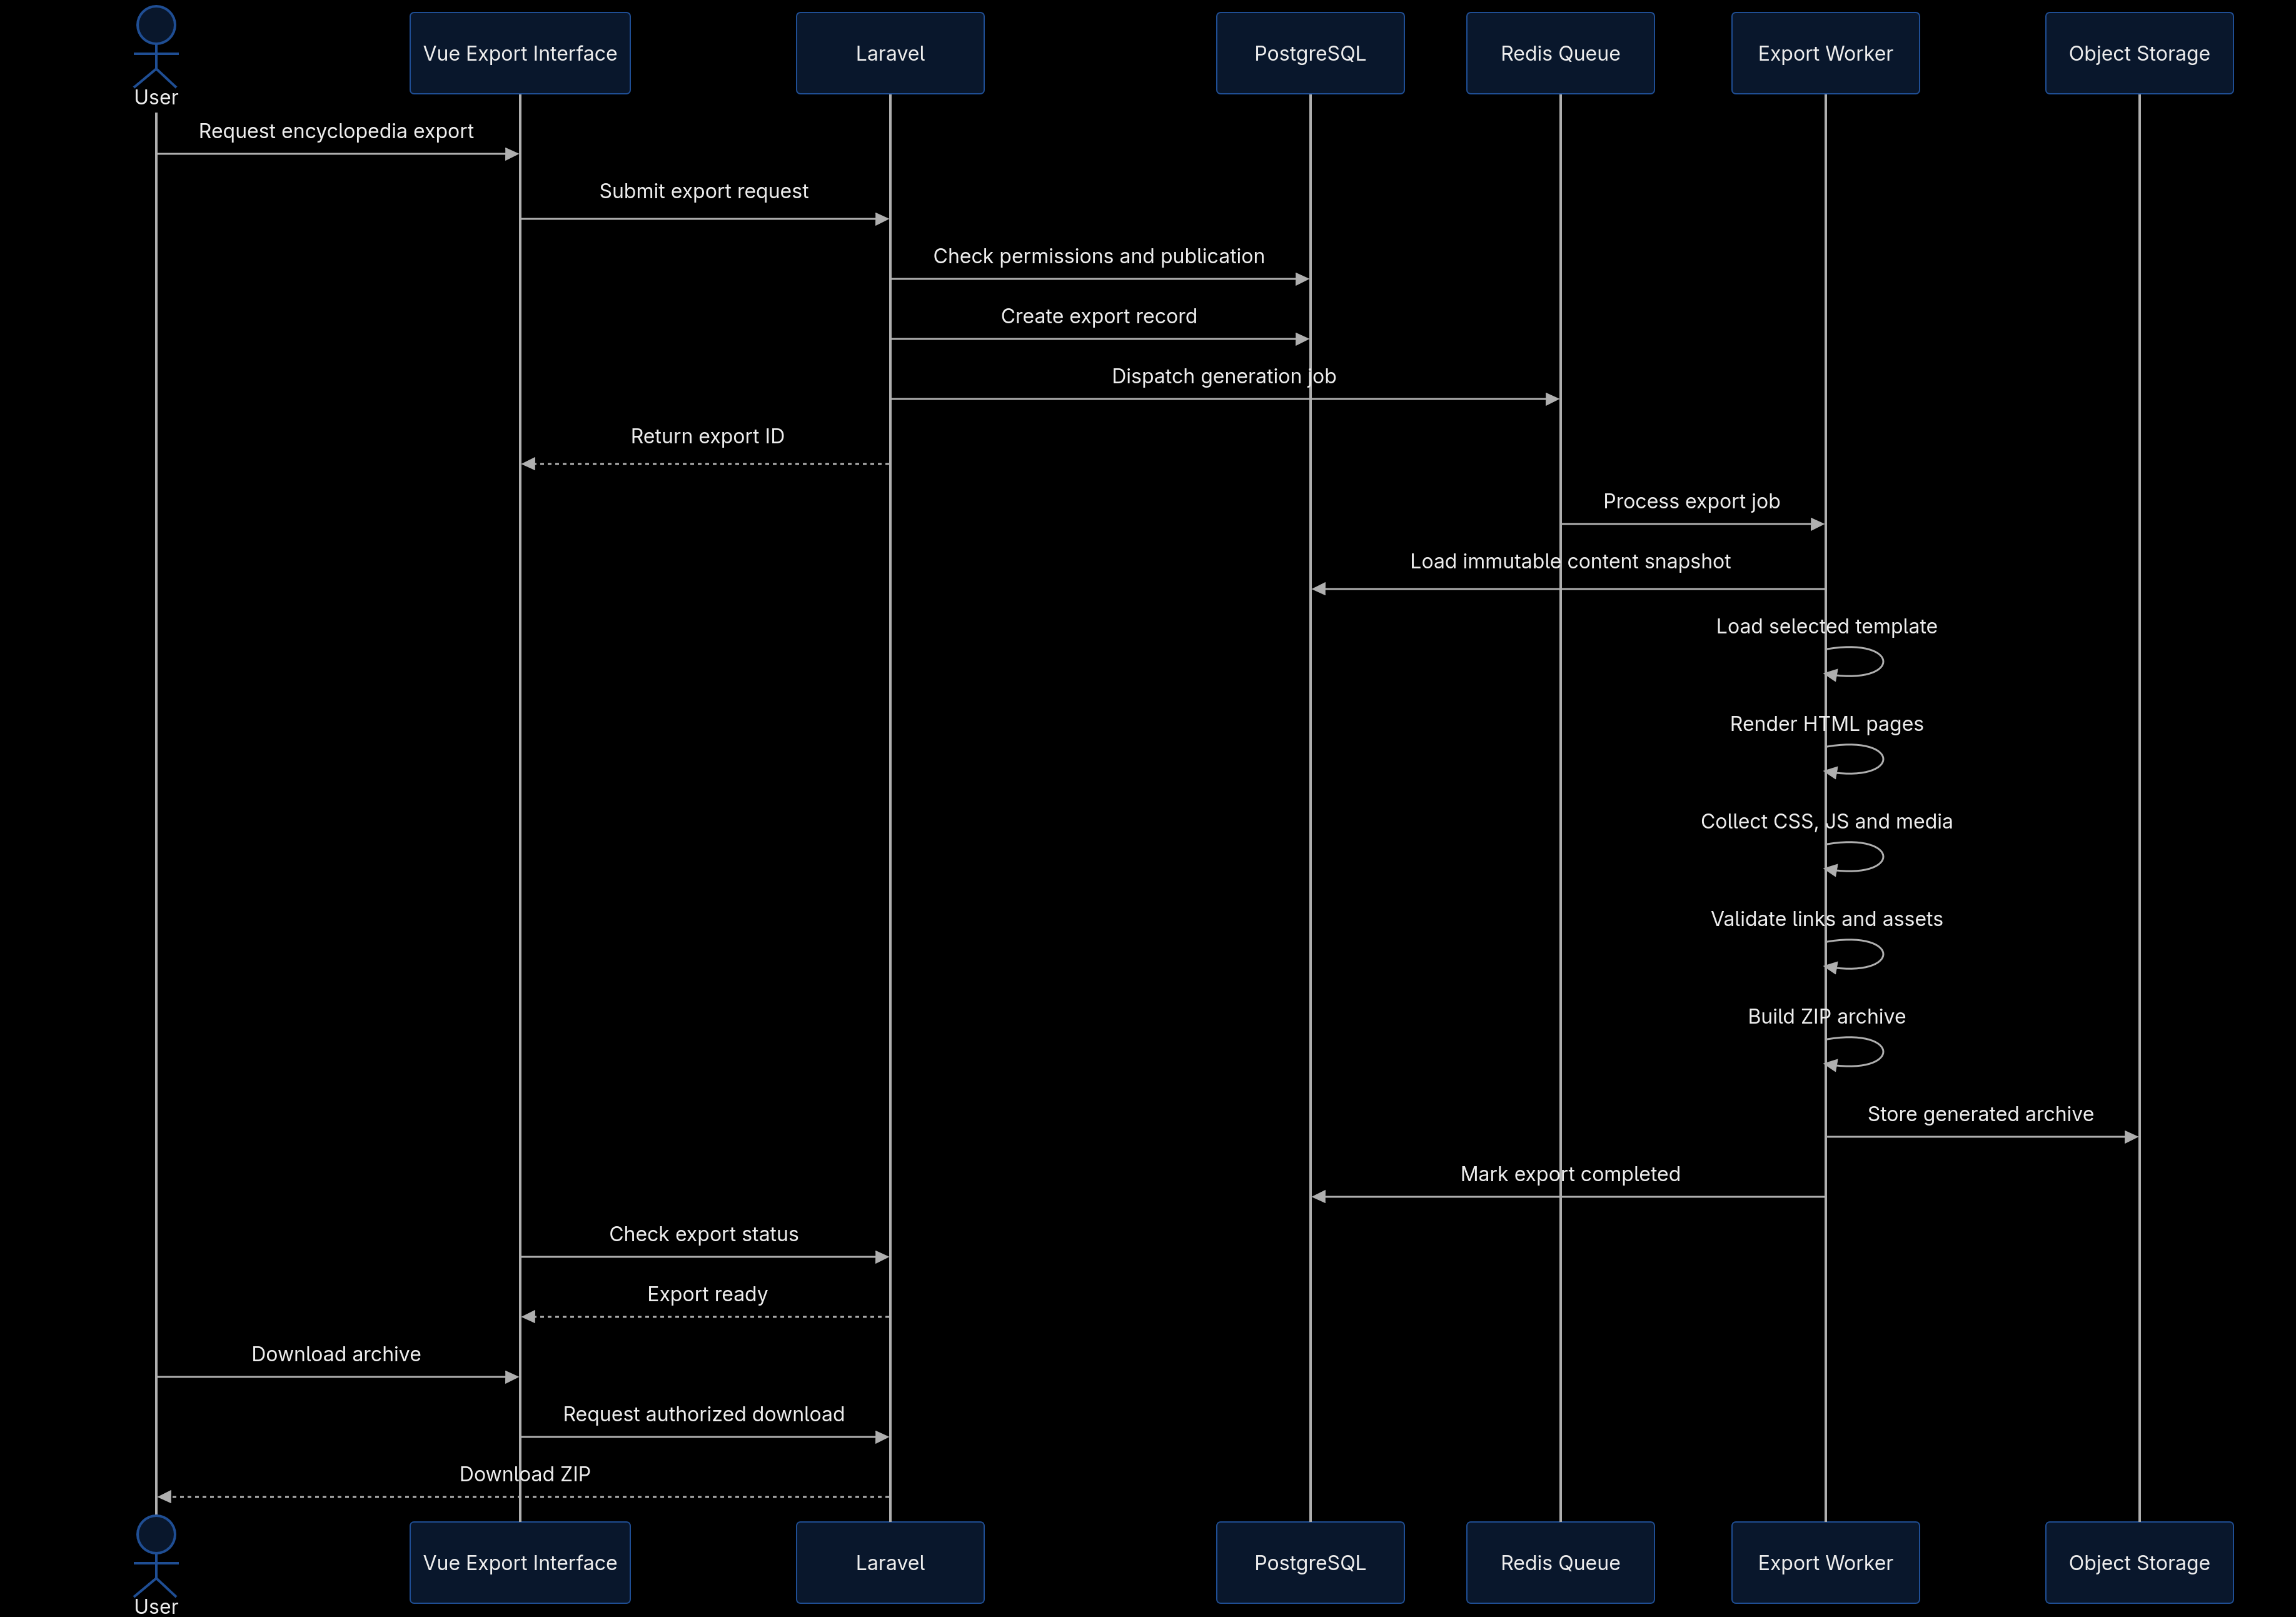 User
Vue Export Interface
Laravel
PostgreSQL
Redis Queue
Export Worker
Object Storage
Request encyclopedia export
Submit export request
Check permissions and publication
Create export record
Dispatch generation job
Return export ID
Process export job
Load immutable content snapshot
Load selected template
Render HTML pages
Collect CSS, JS and media
Validate links and assets
Build ZIP archive
Store generated archive
Mark export completed
Check export status
Export ready
Download archive
Request authorized download
Download ZIP
User
Vue Export Interface
Laravel
PostgreSQL
Redis Queue
Export Worker
Object Storage